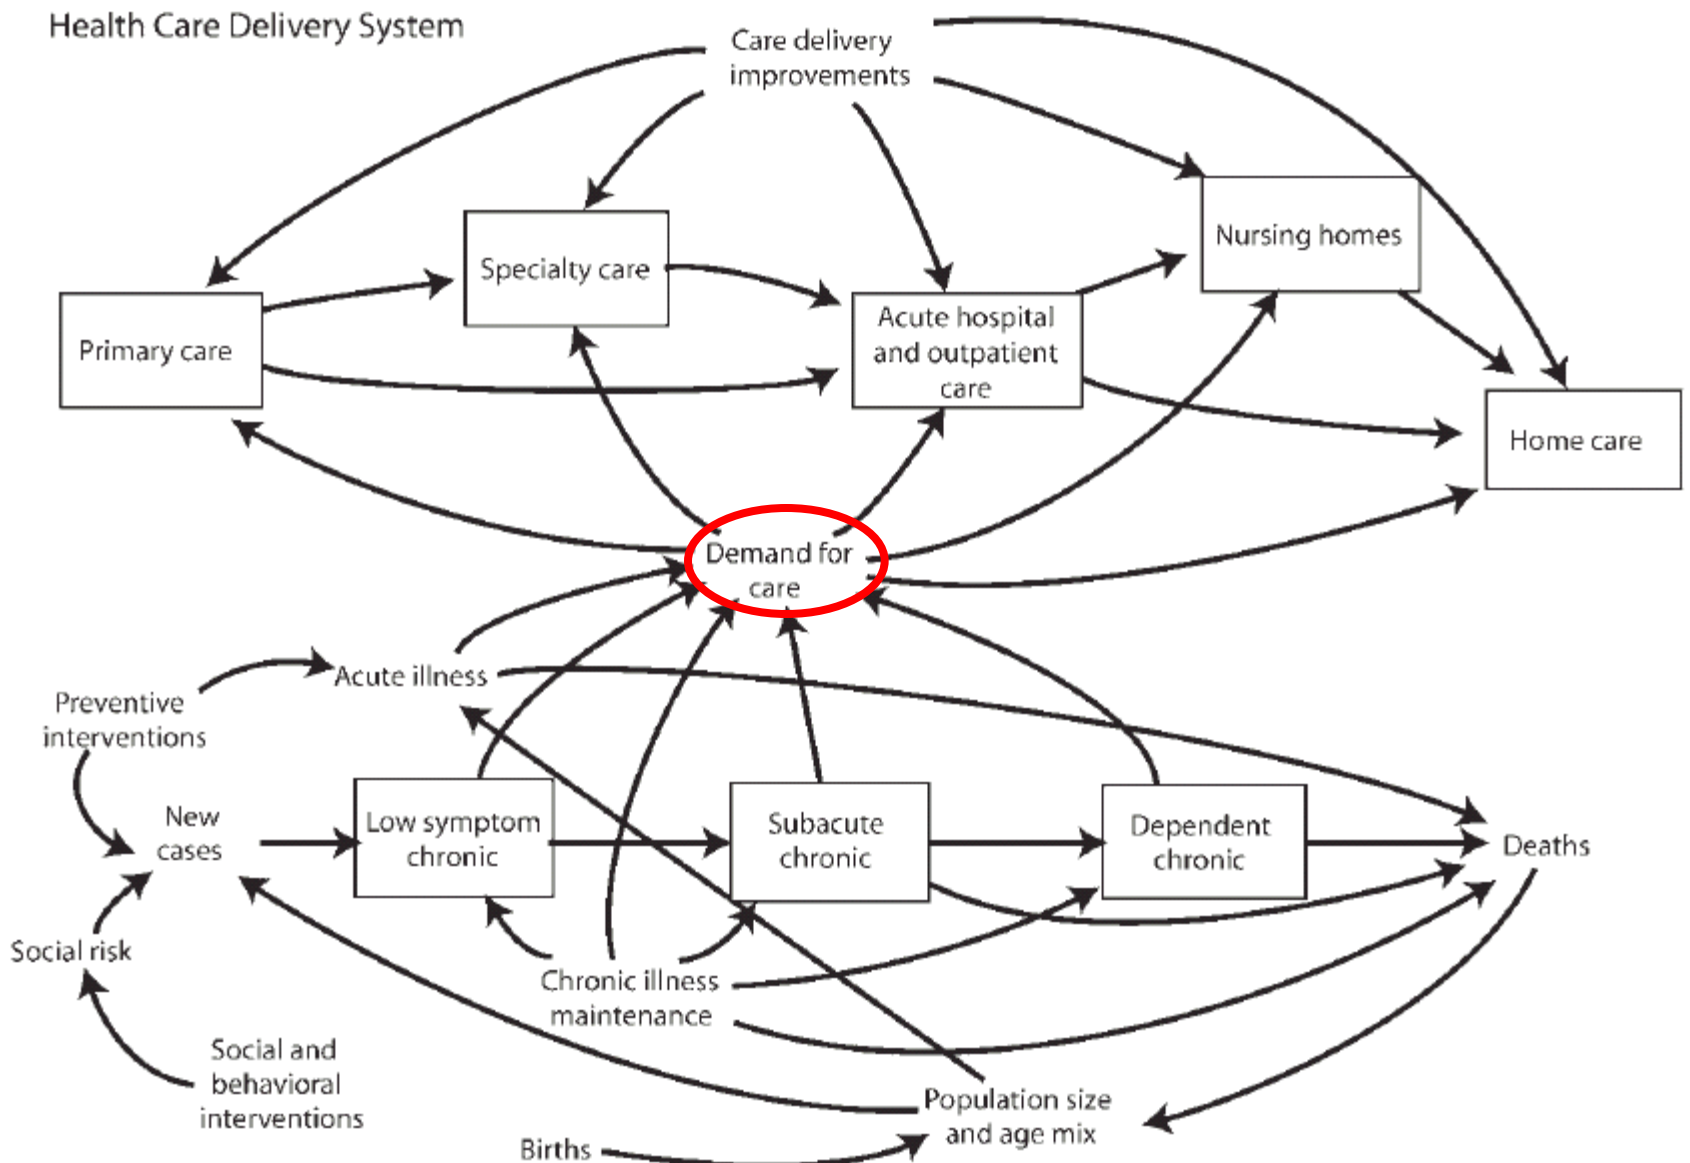 Health Care Delivery System
Care delivery
improvements
Nursing homes
Specialty care
Acute hospital
and outpatient
care
Primary care
Home care
Demand for
care
Acute illness
Preventive
interventions
New
cases
Low symptom
chronic
Subacute
chronic
Dependent
chronic
Deaths
Social risk
Chronic illness
maintenance
Social and
behavioral
interventions
Population size
and age mix
Births